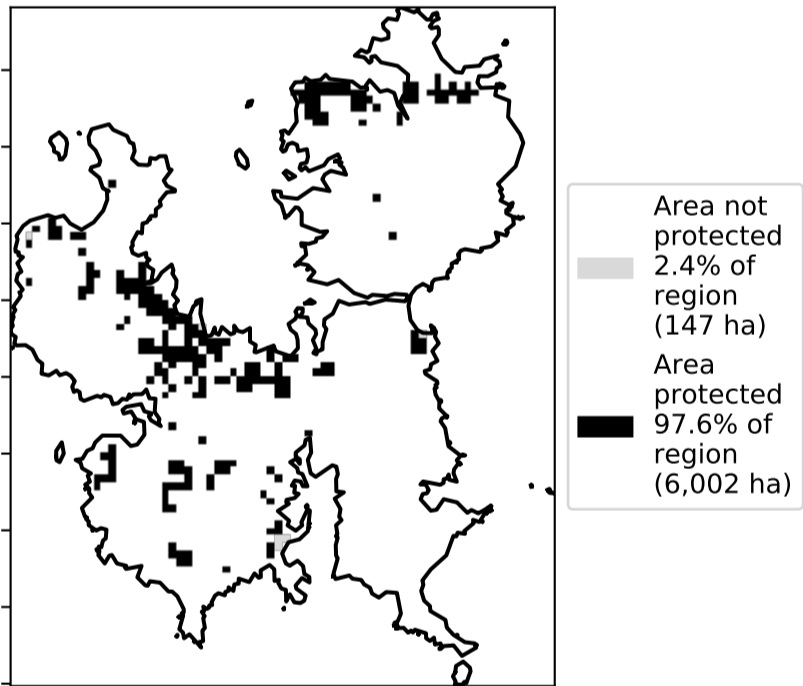 Area not
protected
2.4% of
region
(147 ha)
Area
protected
97.6% of
region
(6,002 ha)